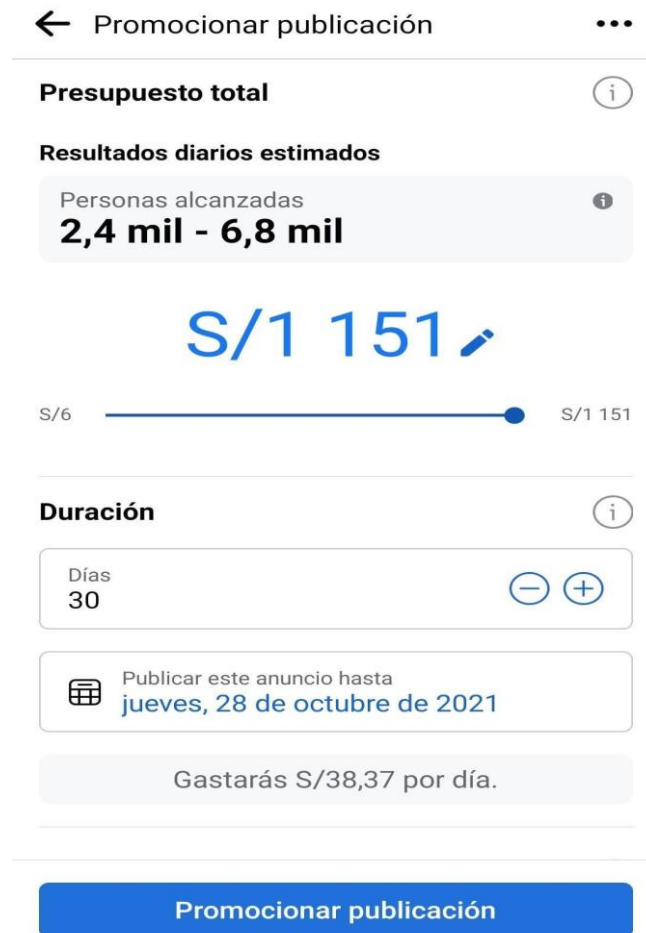 Promocionar publicación
Presupuesto total
Resultados diarios estimados
Personas alcanzadas
2,4 mil - 6,8 mil
S/1 151
S/6 S/1 151
Duración
Días
30
Publicar este anuncio hasta
jueves, 28 de octubre de 2021
Gastarás S/38,37 por día.
Promocionar publicación